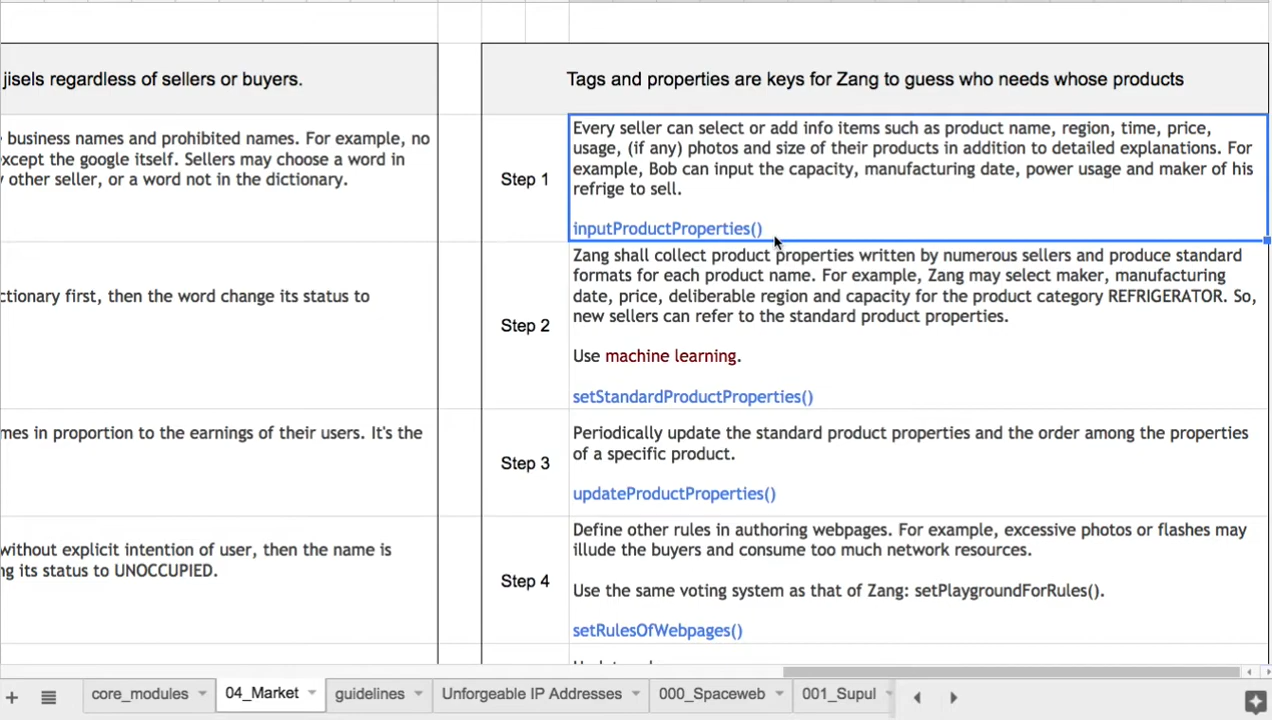 jisels regardless of sellers or buyers.
business names and prohibited names. For example, no
xcept the google itself. Sellers may choose a word in
other seller, or a word not in the dictionary.
ctionary first, then the word change its status to
mes in proportion to the earnings of their users. It's the
without explicit intention of user, then the name is
ng its status to UNOCCUPIED.
Tags and properties are keys for Zang to guess who needs whose products
Step 1
Every seller can select or add info items such as product name, region, time, price,
usage, (if any) photos and size of their products in addition to detailed explanations. For
example, Bob can input the capacity, manufacturing date, power usage and maker of his
refrige to sell.
inputProductProperties()
Step 2
Zang shall collect product properties written by numerous sellers and produce standard
formats for each product name. For example, Zang may select maker, manufacturing
date, price, deliberable region and capacity for the product category REFRIGERATOR. So,
new sellers can refer to the standard product properties.
Use machine learning.
setStandardProductProperties()
Step 3
Periodically update the standard product properties and the order among the properties
of a specific product.
updateProductProperties()
Step 4
Define other rules in authoring webpages. For example, excessive photos or flashes may
illude the buyers and consume too much network resources.
Use the same voting system as that of Zang: setPlaygroundForRules().
setRulesOfWebpages()
core_modules
04_Market
guidelines
Unforgeable IP Addresses
000_Spaceweb
001_Supul